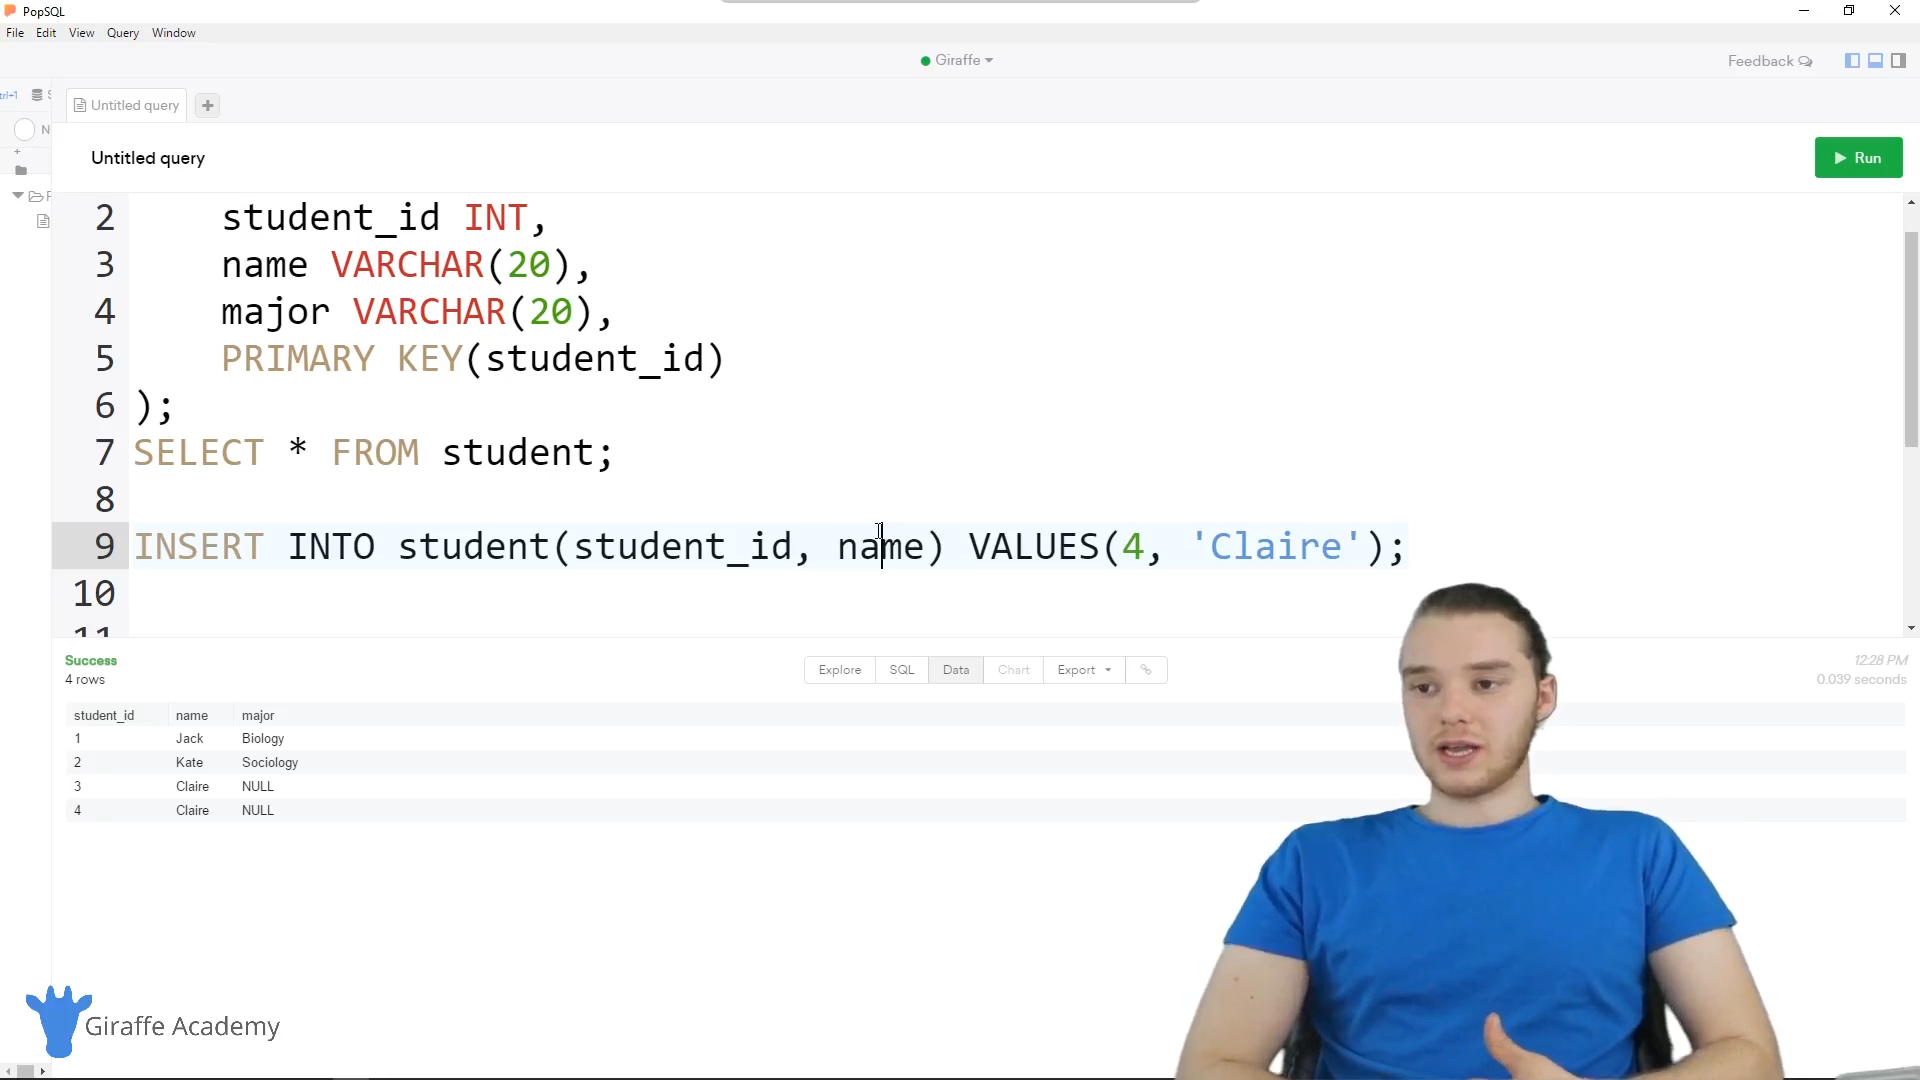 PopSQL
File Edit View Query Window
Giraffe
Feedback
trl+1 S
Untitled query +
N
+
Untitled query
Run
F
2 student_id INT,
3 name VARCHAR(20),
4 major VARCHAR(20),
5 PRIMARY KEY(student_id)
6 );
7 SELECT * FROM student;
8
9 INSERT INTO student(student_id, name) VALUES(4, 'Claire');
10
11
Success
4 rows
Explore SQL Data Chart Export
12:28 PM
0.039 seconds
student_id name major
1 Jack Biology
2 Kate Sociology
3 Claire NULL
4 Claire NULL
Giraffe Academy